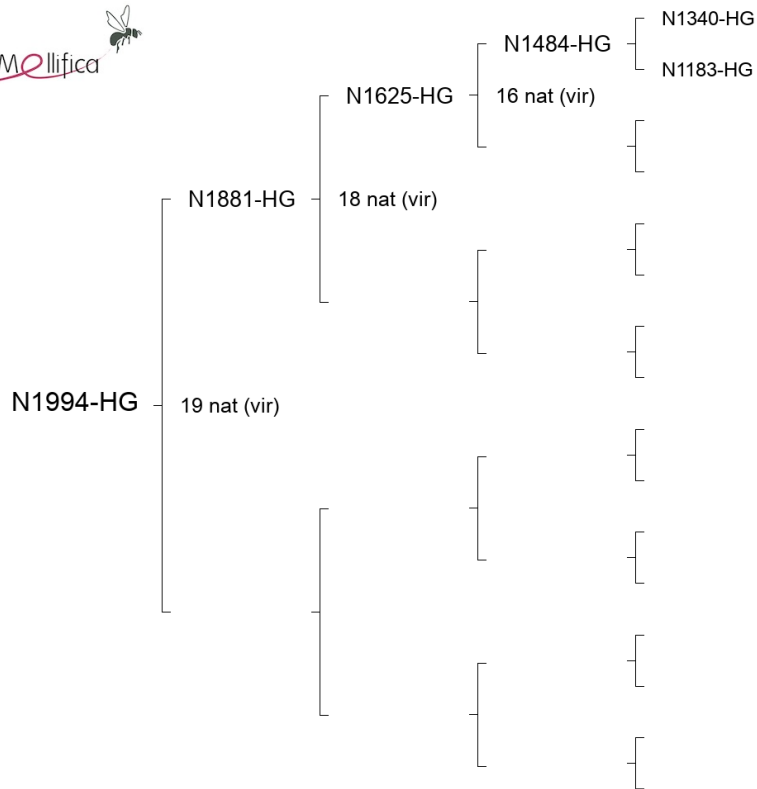 Mellifica
N1340-HG
N1484-HG
N1183-HG
N1625-HG
16 nat (vir)
N1881-HG
18 nat (vir)
N1994-HG
19 nat (vir)